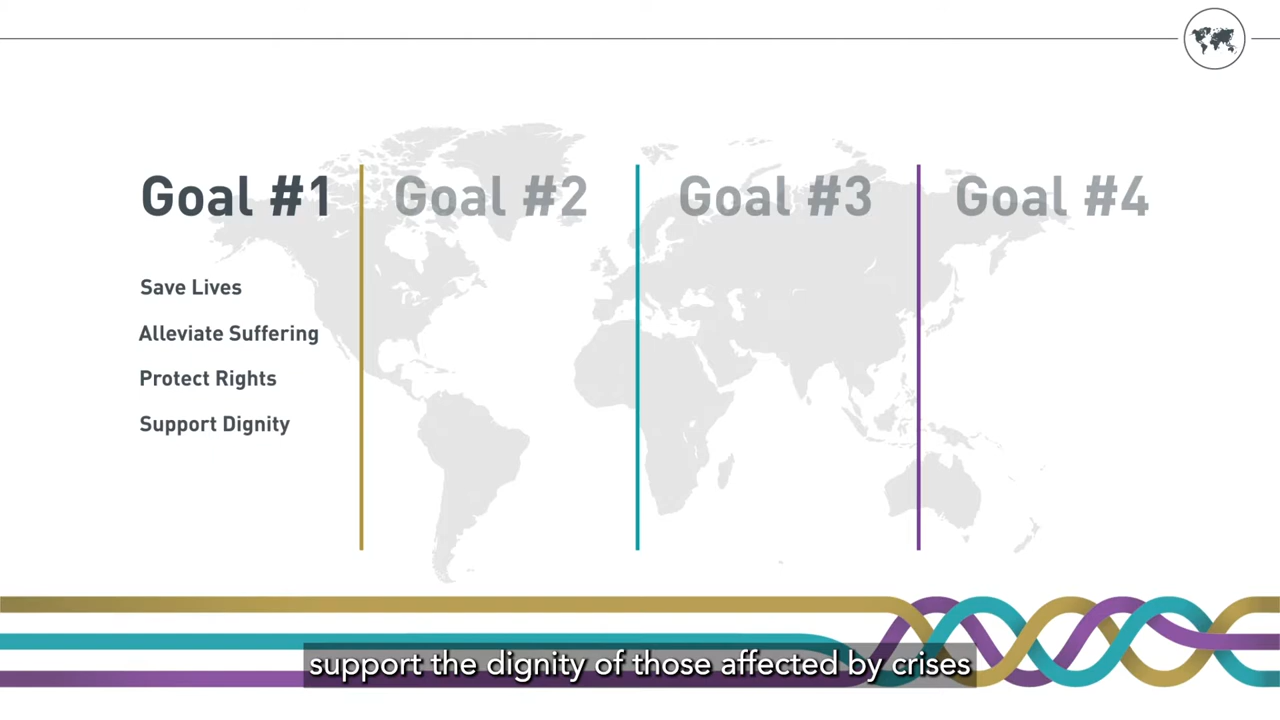 Goal #1
Goal #2
Goal #3
Goal #4
Save Lives
Alleviate Suffering
Protect Rights
Support Dignity
support the dignity of those affected by crises